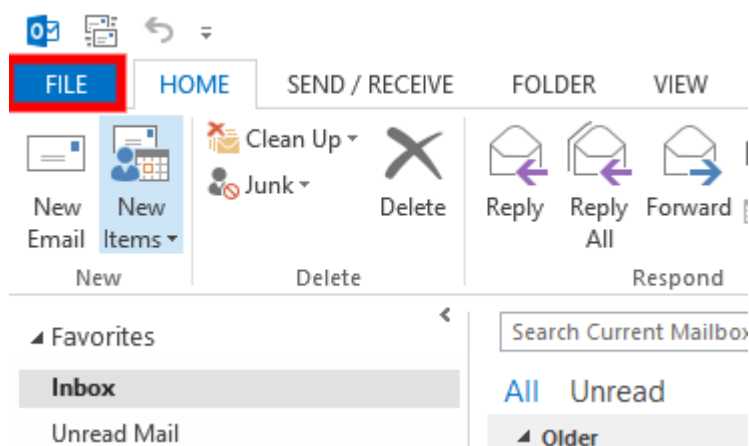 FILE HOME SEND / RECEIVE FOLDER VIEW
New Email
New Items
Clean Up
Junk
Delete
Reply
Reply All
Forward
New Delete Respond
Favorites
Inbox
Unread Mail
Search Current Mailbox
All Unread
Older